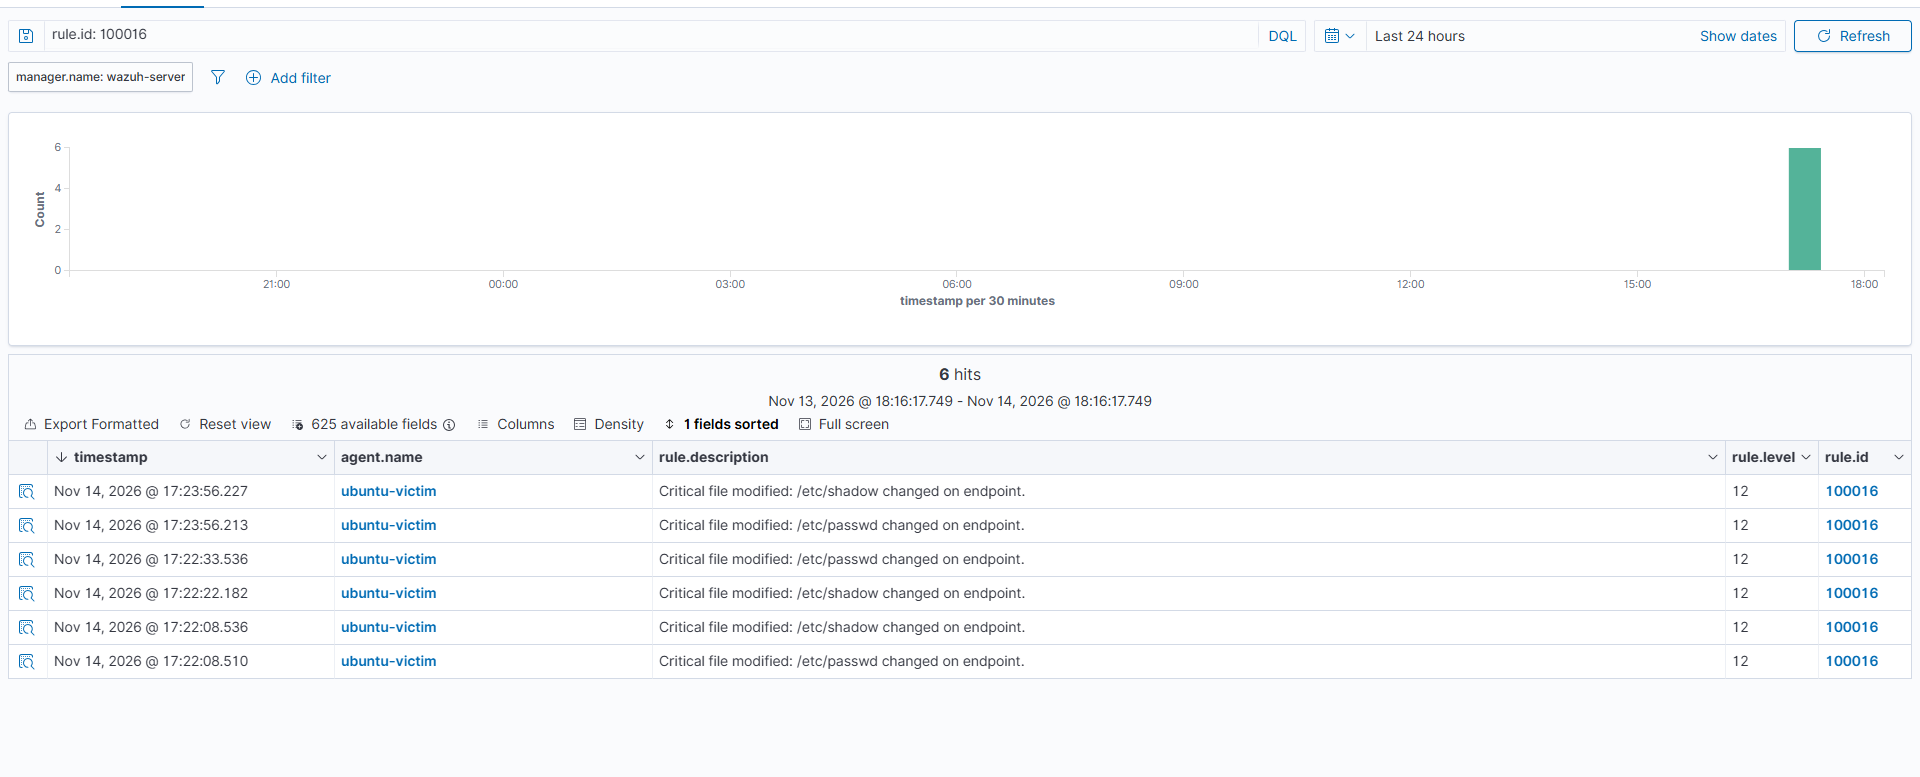 rule.id: 100016 DQL Last 24 hours Show dates Refresh
manager.name: wazuh-server Add filter
6
4
2
0
Count
21:00 00:00 03:00 06:00 09:00 12:00 15:00 18:00
timestamp per 30 minutes
6 hits
Nov 13, 2026 @ 18:16:17.749 - Nov 14, 2026 @ 18:16:17.749
Export Formatted Reset view 625 available fields Columns Density 1 fields sorted Full screen
timestamp agent.name rule.description rule.level rule.id
Nov 14, 2026 @ 17:23:56.227 ubuntu-victim Critical file modified: /etc/shadow changed on endpoint. 12 100016
Nov 14, 2026 @ 17:23:56.213 ubuntu-victim Critical file modified: /etc/passwd changed on endpoint. 12 100016
Nov 14, 2026 @ 17:22:33.536 ubuntu-victim Critical file modified: /etc/passwd changed on endpoint. 12 100016
Nov 14, 2026 @ 17:22:22.182 ubuntu-victim Critical file modified: /etc/shadow changed on endpoint. 12 100016
Nov 14, 2026 @ 17:22:08.536 ubuntu-victim Critical file modified: /etc/shadow changed on endpoint. 12 100016
Nov 14, 2026 @ 17:22:08.510 ubuntu-victim Critical file modified: /etc/passwd changed on endpoint. 12 100016